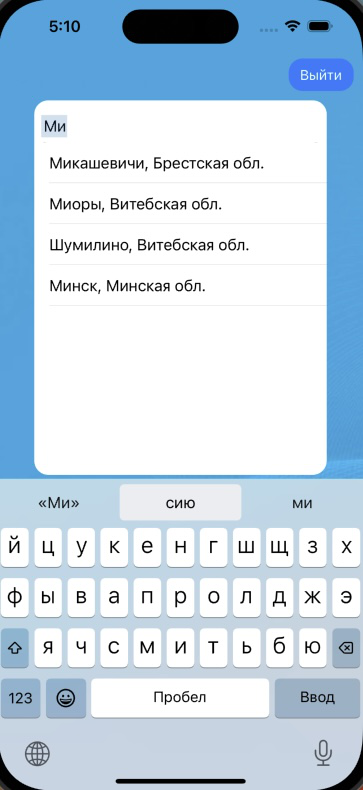 5:10
Выйти
Ми
Микашевичи, Брестская обл.
Миоры, Витебская обл.
Шумилино, Витебская обл.
Минск, Минская обл.
«Ми» сию ми
й ц у к е н г ш щ з х
ф ы в а п р о л д ж э
я ч с м и т ь б ю
123 Пробел Ввод